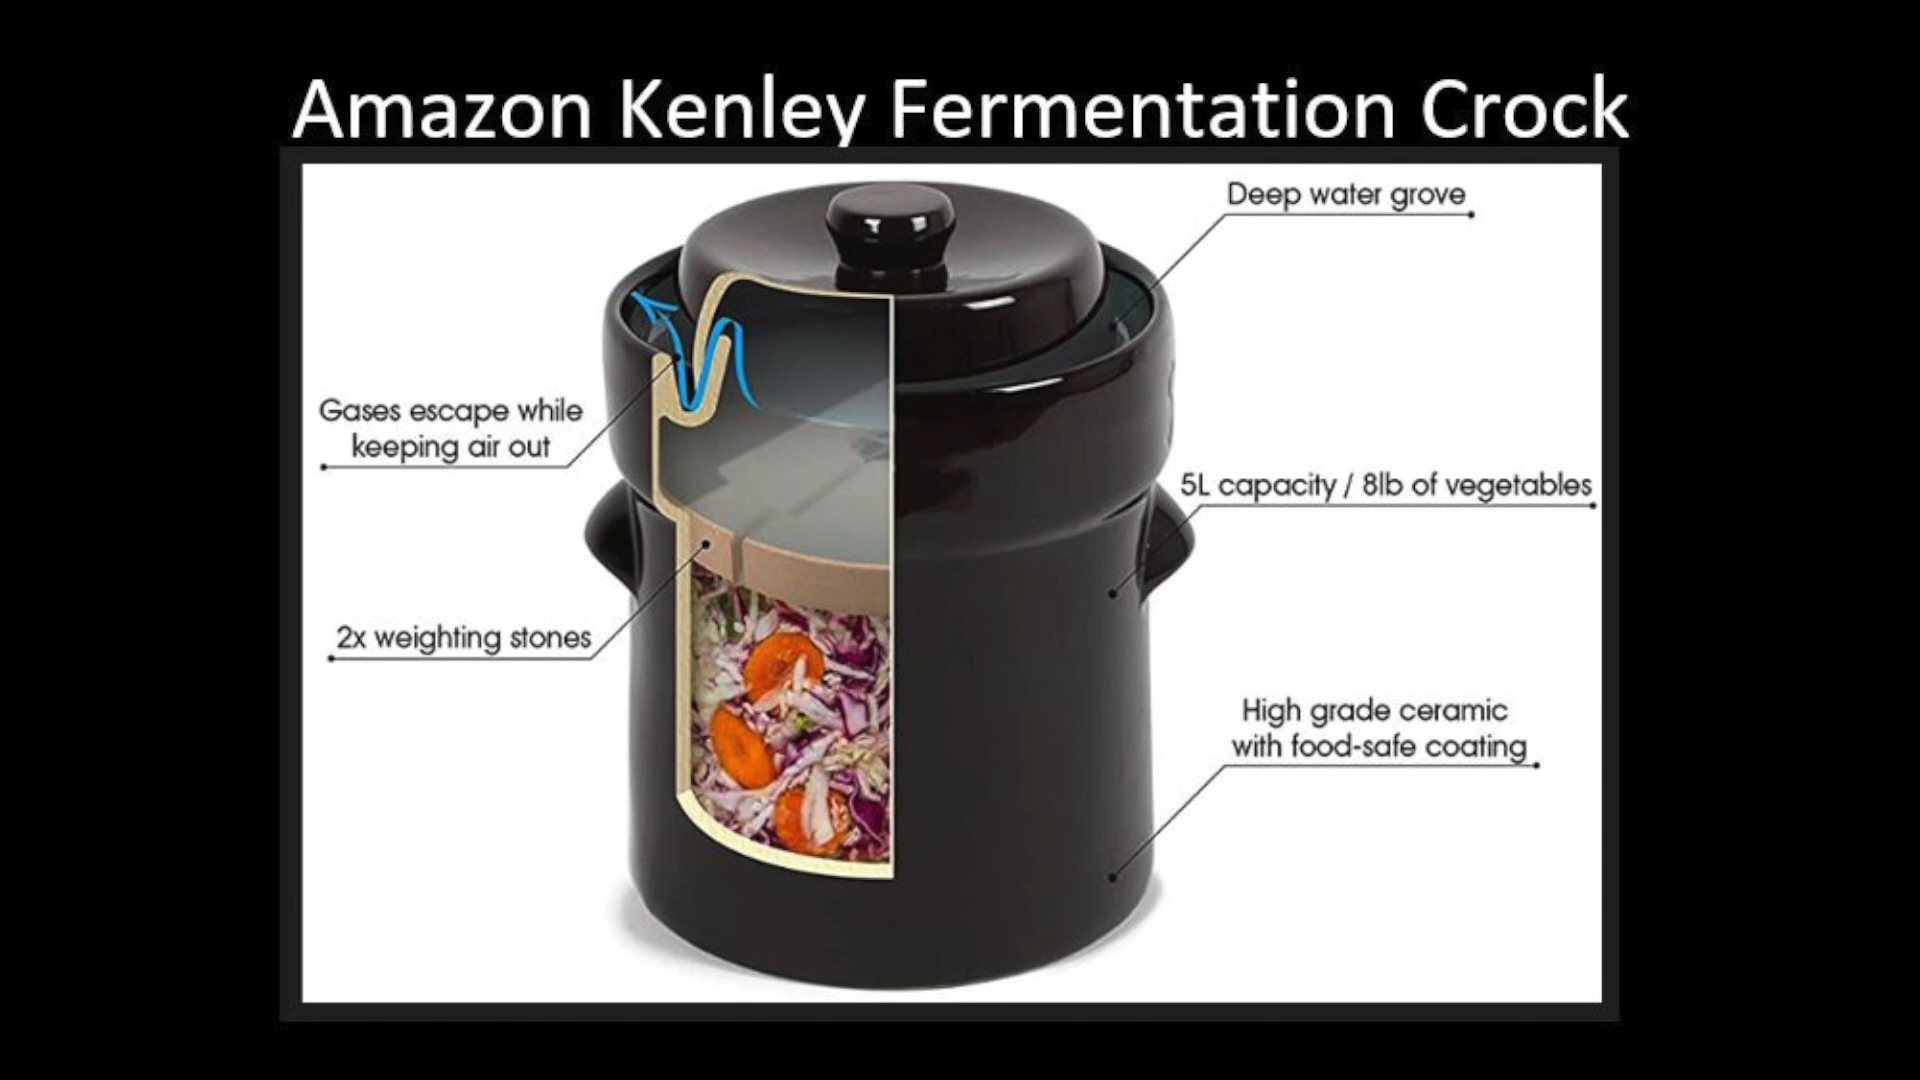 Amazon Kenley Fermentation Crock
Deep water grove
Gases escape while
keeping air out
5L capacity / 8lb of vegetables
2x weighting stones
High grade ceramic
with food-safe coating